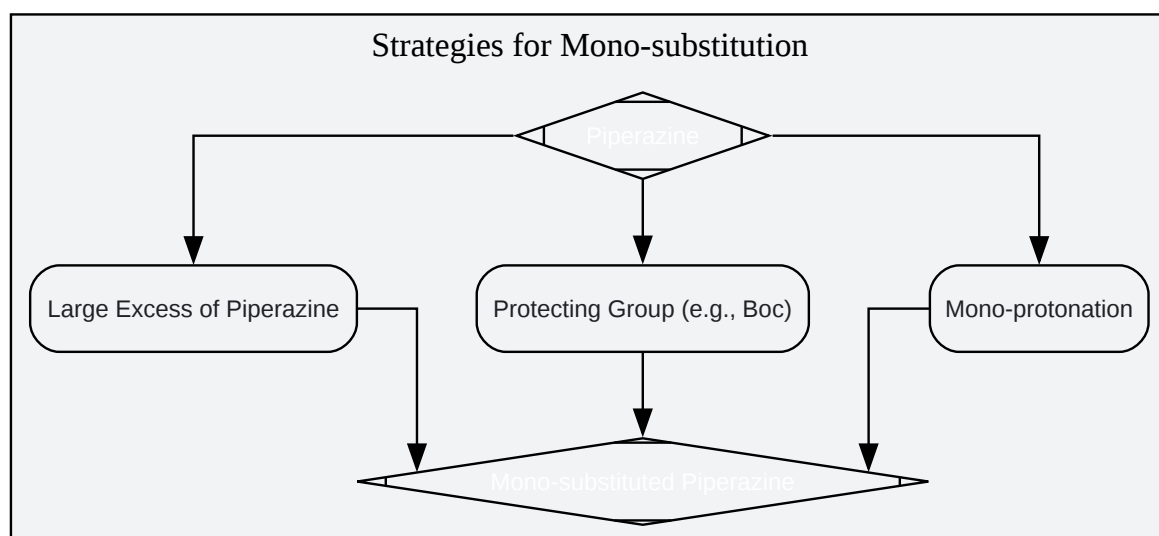 Strategies for Mono-substitution
Piperazine
Large Excess of Piperazine
Protecting Group (e.g., Boc)
Mono-protonation
Mono-substituted Piperazine